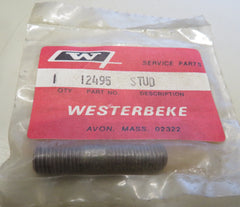 W
SERVICE PARTS
1 12495 STUD
QTY. PART NO. DESCRIPTION
WESTERBEKE
AVON, MASS. 02322